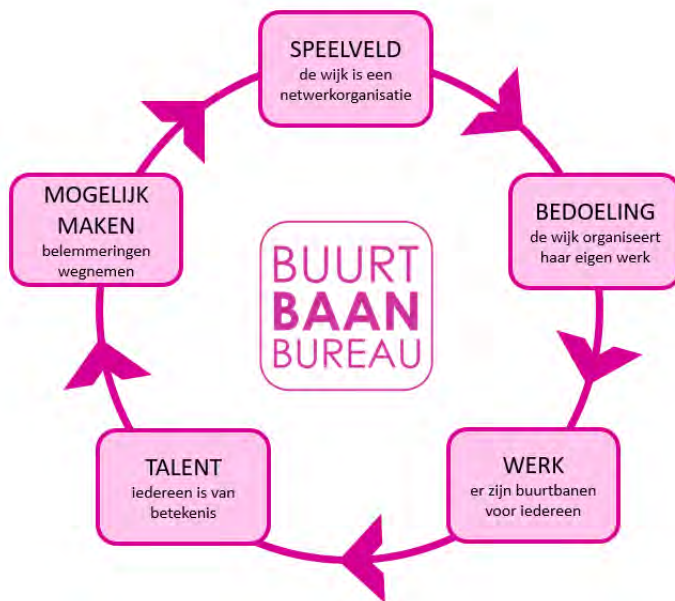 SPEELVELD
de wijk is een
netwerkorganisatie
BEDOELING
de wijk organiseert
haar eigen werk
WERK
er zijn buurtbanen
voor iedereen
TALENT
iedereen is van
betekenis
MOGELIJK
MAKEN
belemmeringen
wegnemen
BUURT
BAAN
BUREAU